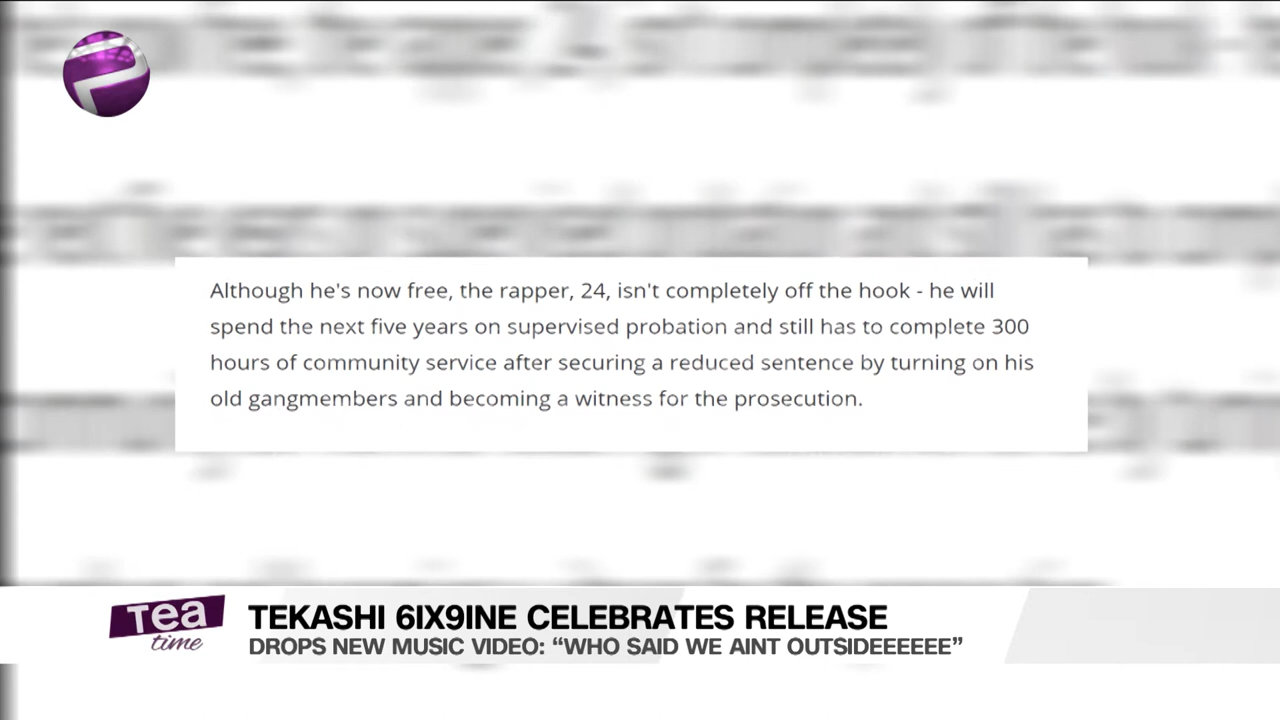 Although he's now free, the rapper, 24, isn't completely off the hook - he will
spend the next five years on supervised probation and still has to complete 300
hours of community service after securing a reduced sentence by turning on his
old gangmembers and becoming a witness for the prosecution.
Tea
time
TEKASHI 6IX9INE CELEBRATES RELEASE
DROPS NEW MUSIC VIDEO: “WHO SAID WE AINT OUTSIDEEEEEE”